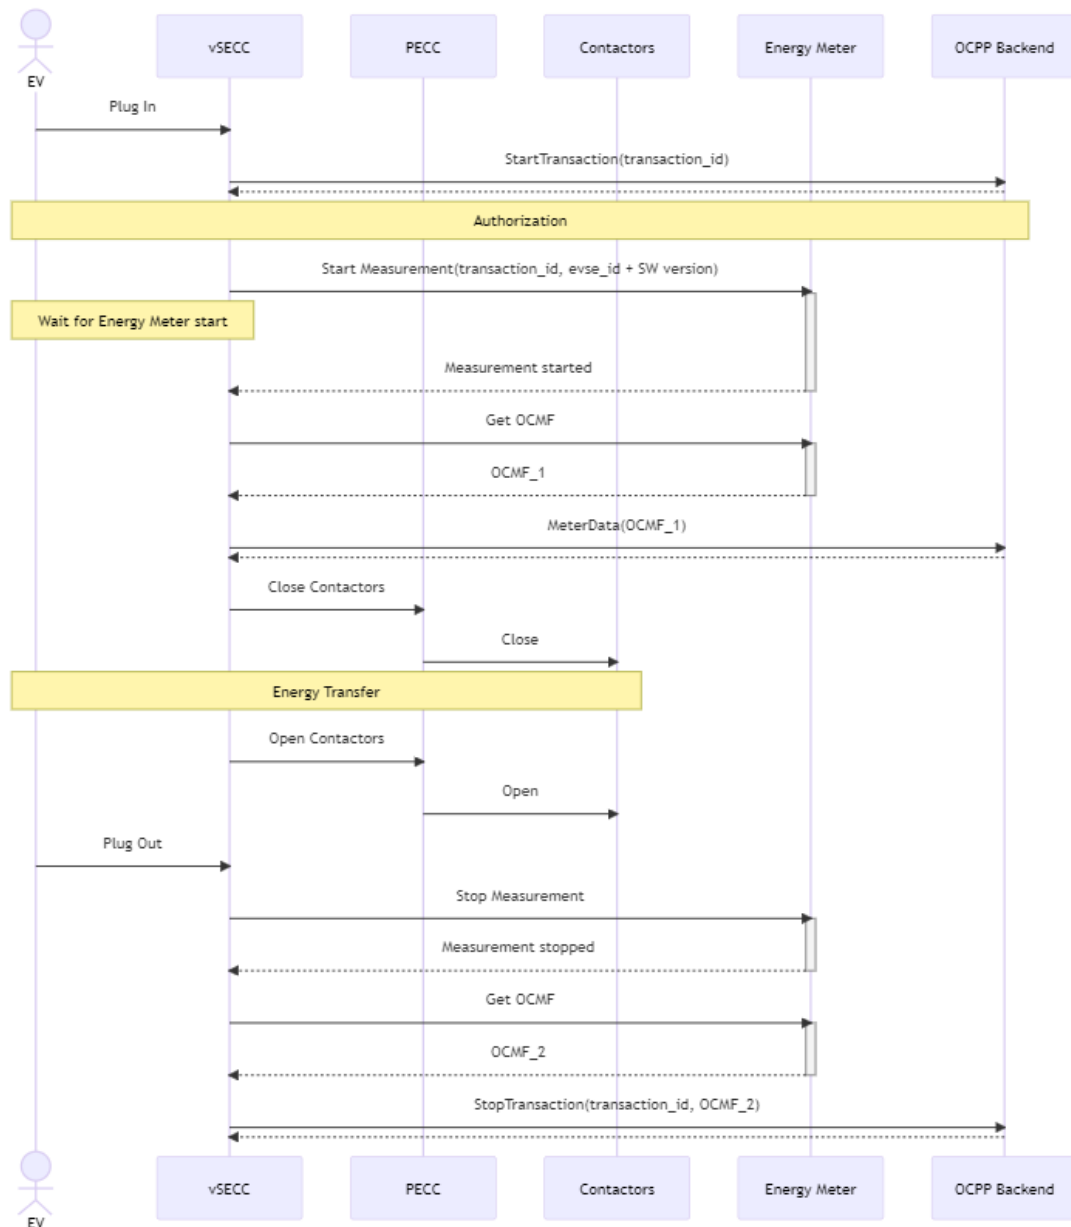 vSECC
PECC
Contactors
Energy Meter
OCPP Backend
EV
Plug In
StartTransaction(transaction_id)
Authorization
Start Measurement(transaction_id, evse_id + SW version)
Wait for Energy Meter start
Measurement started
Get OCMF
OCMF_1
MeterData(OCMF_1)
Close Contactors
Close
Energy Transfer
Open Contactors
Open
Plug Out
Stop Measurement
Measurement stopped
Get OCMF
OCMF_2
StopTransaction(transaction_id, OCMF_2)
vSECC
PECC
Contactors
Energy Meter
OCPP Backend
EV